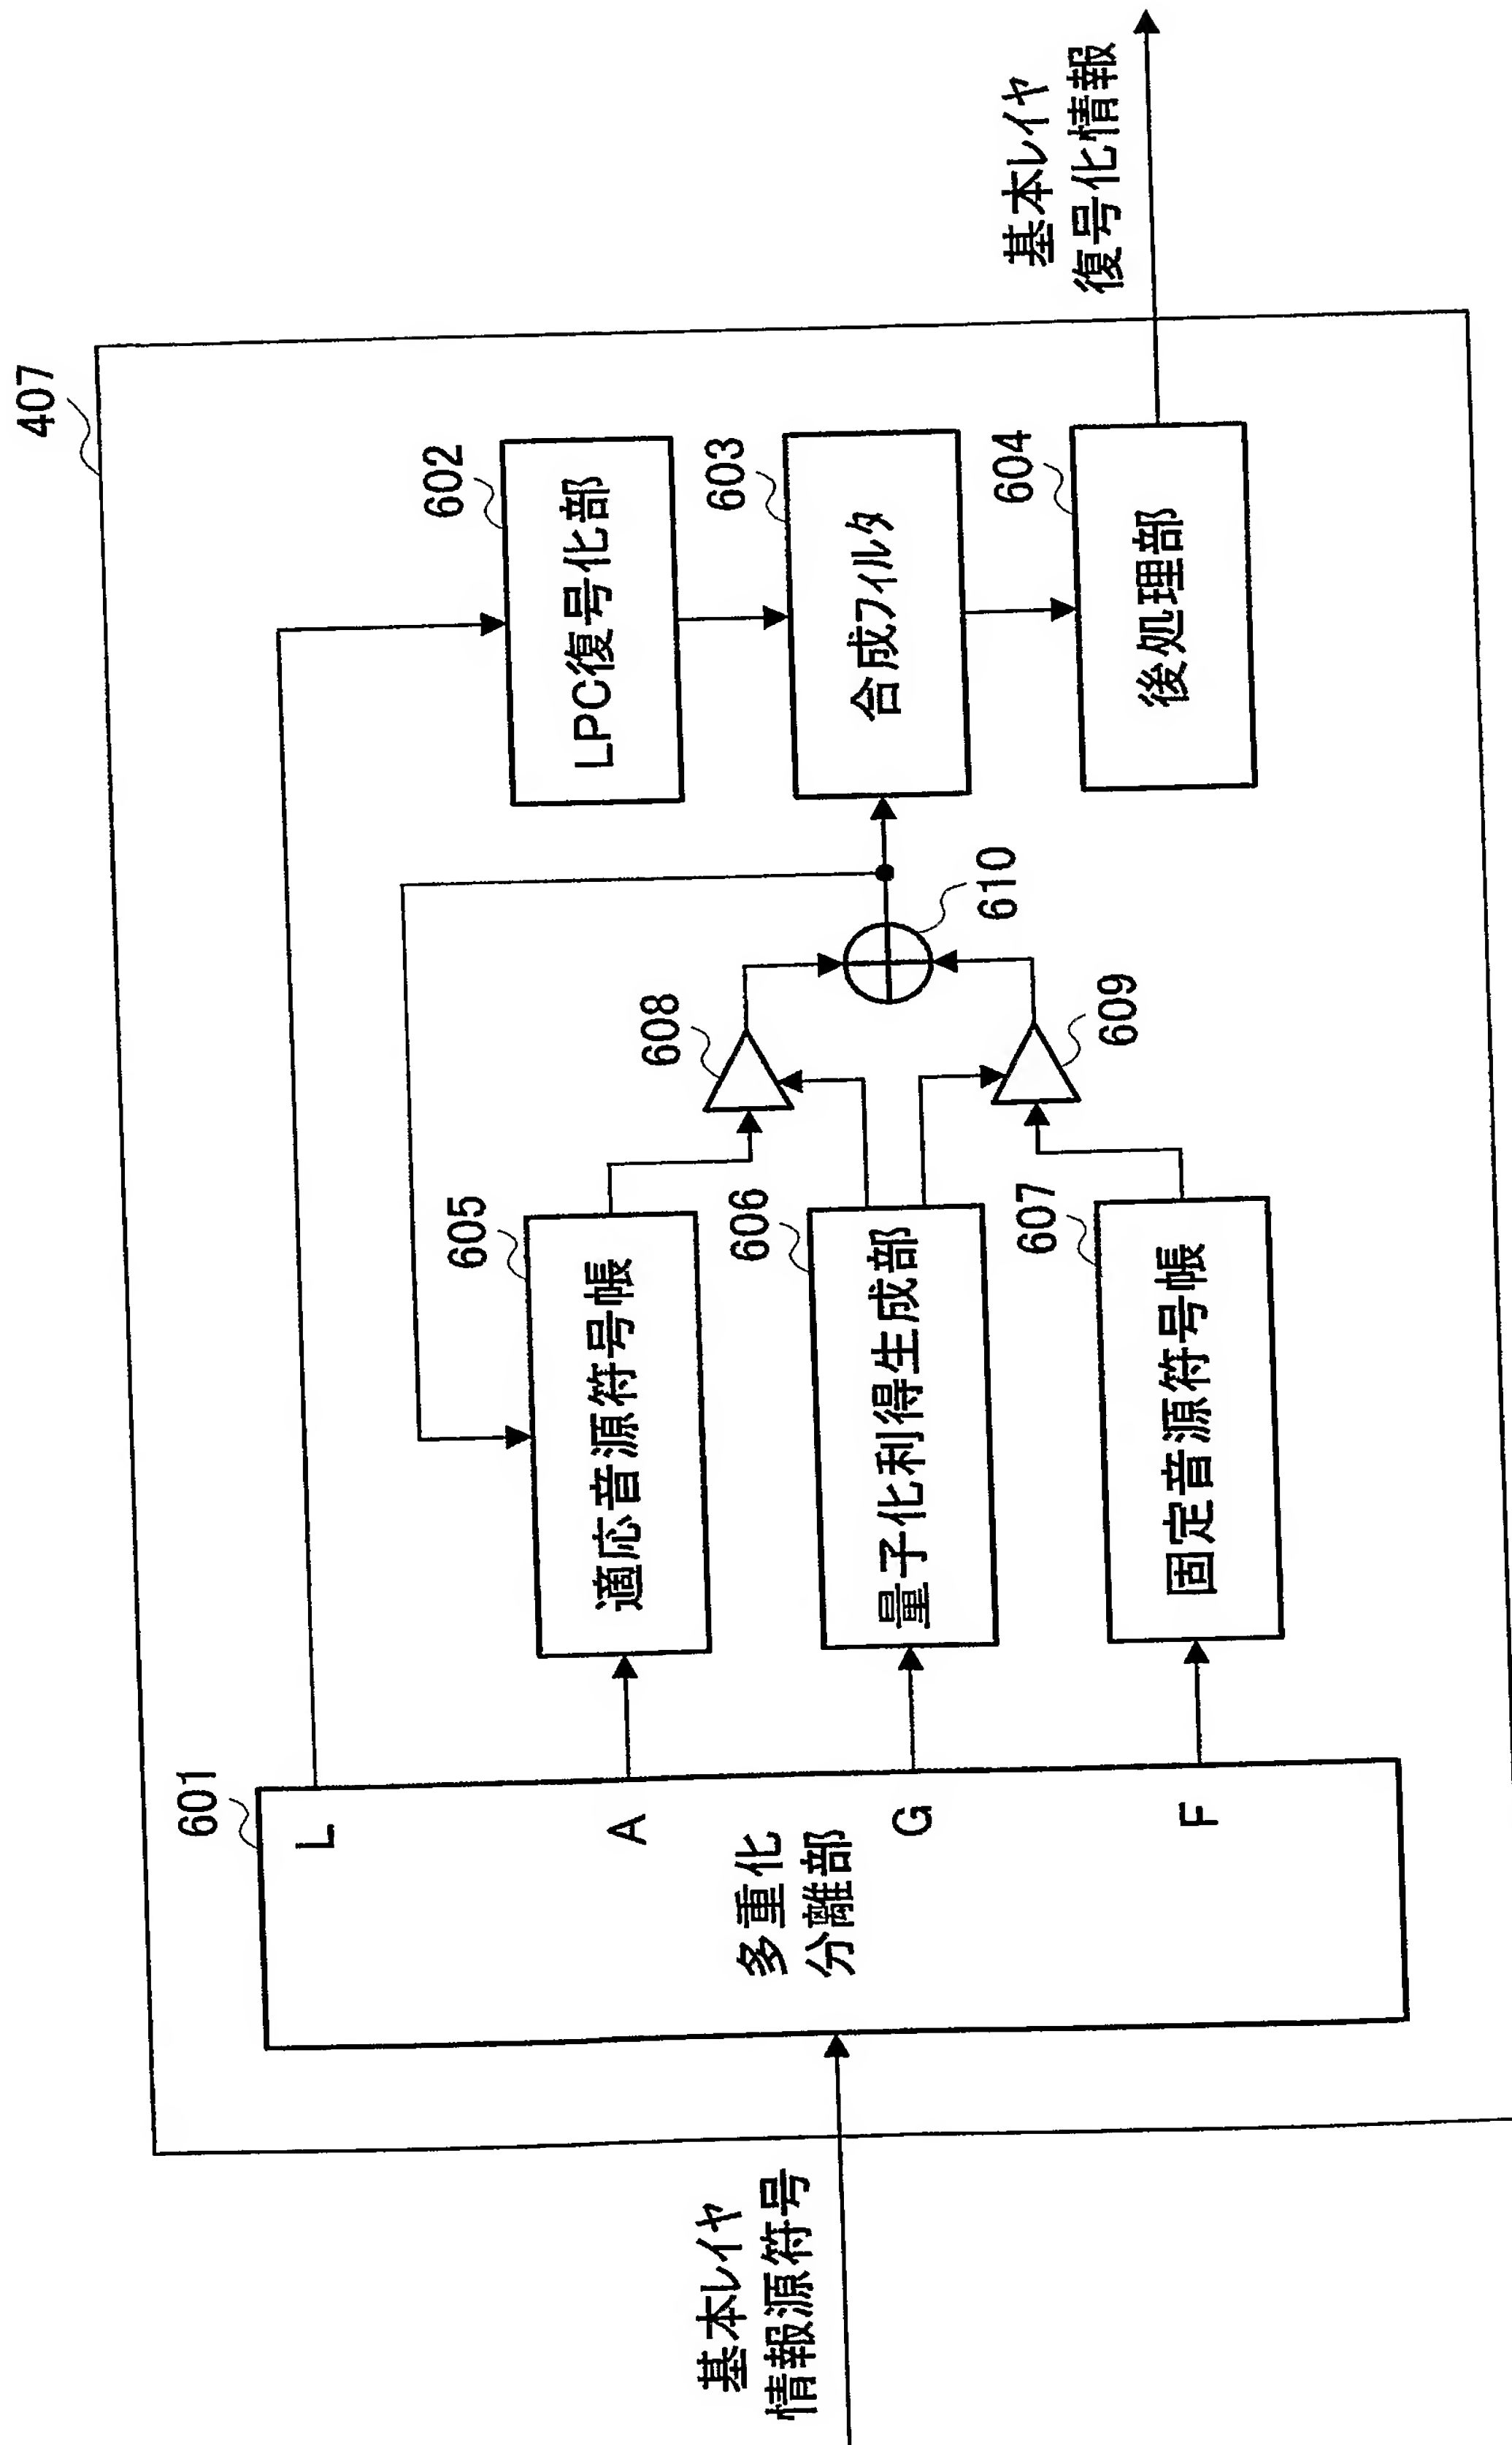 407
601
多重化
分離部
L
A
G
F
基本レイヤ
情報源符号
605
適応音源符号帳
606
量子化利得生成部
607
固定音源符号帳
608
609
610
602
LPC復号化部
603
合成フィルタ
604
後処理部
基本レイヤ
復号化情報